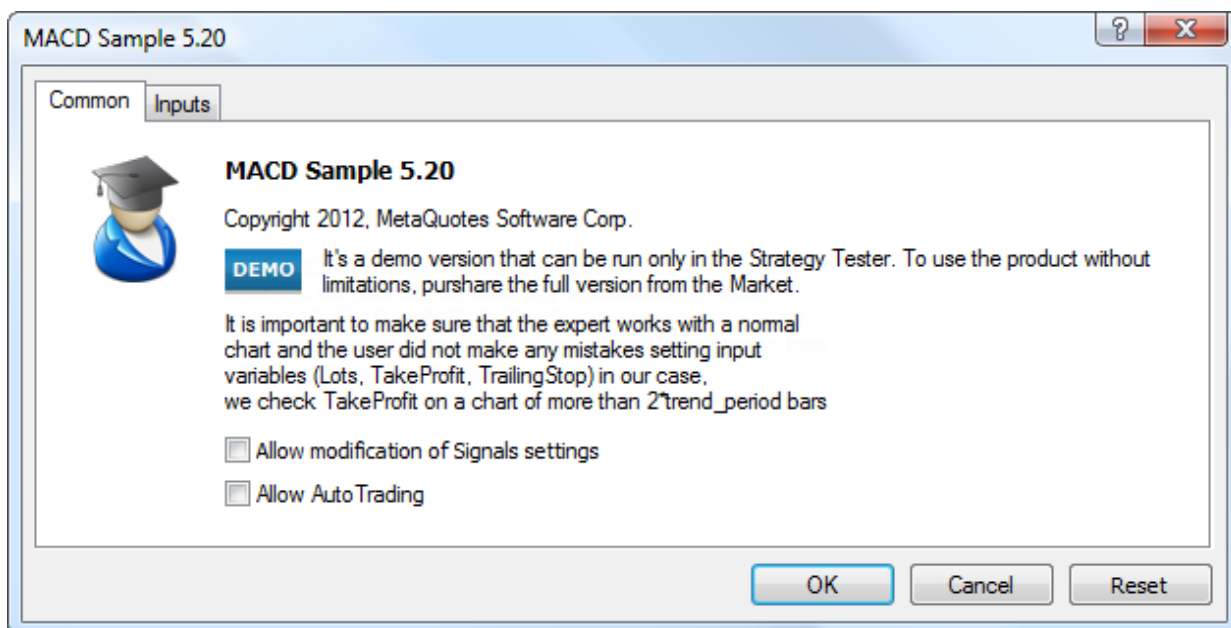 MACD Sample 5.20
Common
Inputs
MACD Sample 5.20
Copyright 2012, MetaQuotes Software Corp.
DEMO
It's a demo version that can be run only in the Strategy Tester. To use the product without
limitations, purshare the full version from the Market.
It is important to make sure that the expert works with a normal
chart and the user did not make any mistakes setting input
variables (Lots, TakeProfit, TrailingStop) in our case,
we check TakeProfit on a chart of more than 2*trend_period bars
Allow modification of Signals settings
Allow AutoTrading
OK
Cancel
Reset